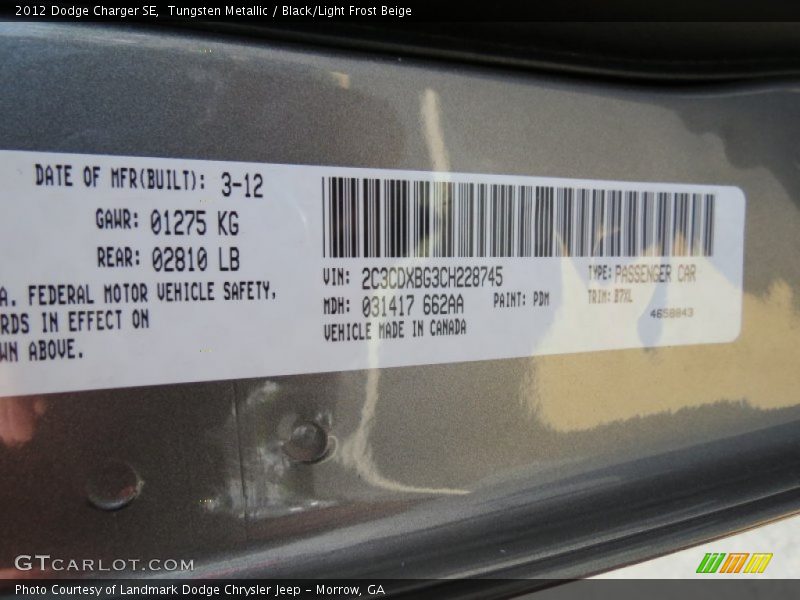 2012 Dodge Charger SE, Tungsten Metallic / Black/Light Frost Beige
DATE OF MFR(BUILT): 3-12
GAWR: 01275 KG
REAR: 02810 LB
A. FEDERAL MOTOR VEHICLE SAFETY,
RDS IN EFFECT ON
WN ABOVE.
VIN: 2C3CDXBG3CH228745
TYPE: PASSENGER CAR
MDH: 031417 662AA
PAINT: PDM
TRIM: B7XL
VEHICLE MADE IN CANADA
4658843
GTCARLOT.COM
Photo Courtesy of Landmark Dodge Chrysler Jeep - Morrow, GA